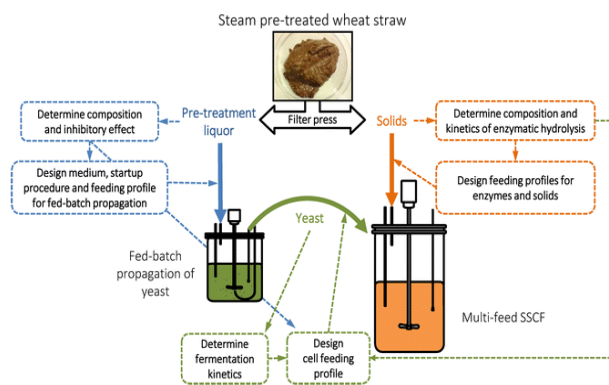 Steam pre-treated wheat straw
Filter press
Pre-treatment
liquor
Solids
Determine composition
and inhibitory effect
Determine composition and
kinetics of enzymatic hydrolysis
Design medium, startup
procedure and feeding profile
for fed-batch propagation
Design feeding profiles for
enzymes and solids
Yeast
Fed-batch
propagation of
yeast
Multi-feed SSCF
Determine
fermentation
kinetics
Design
cell feeding
profile